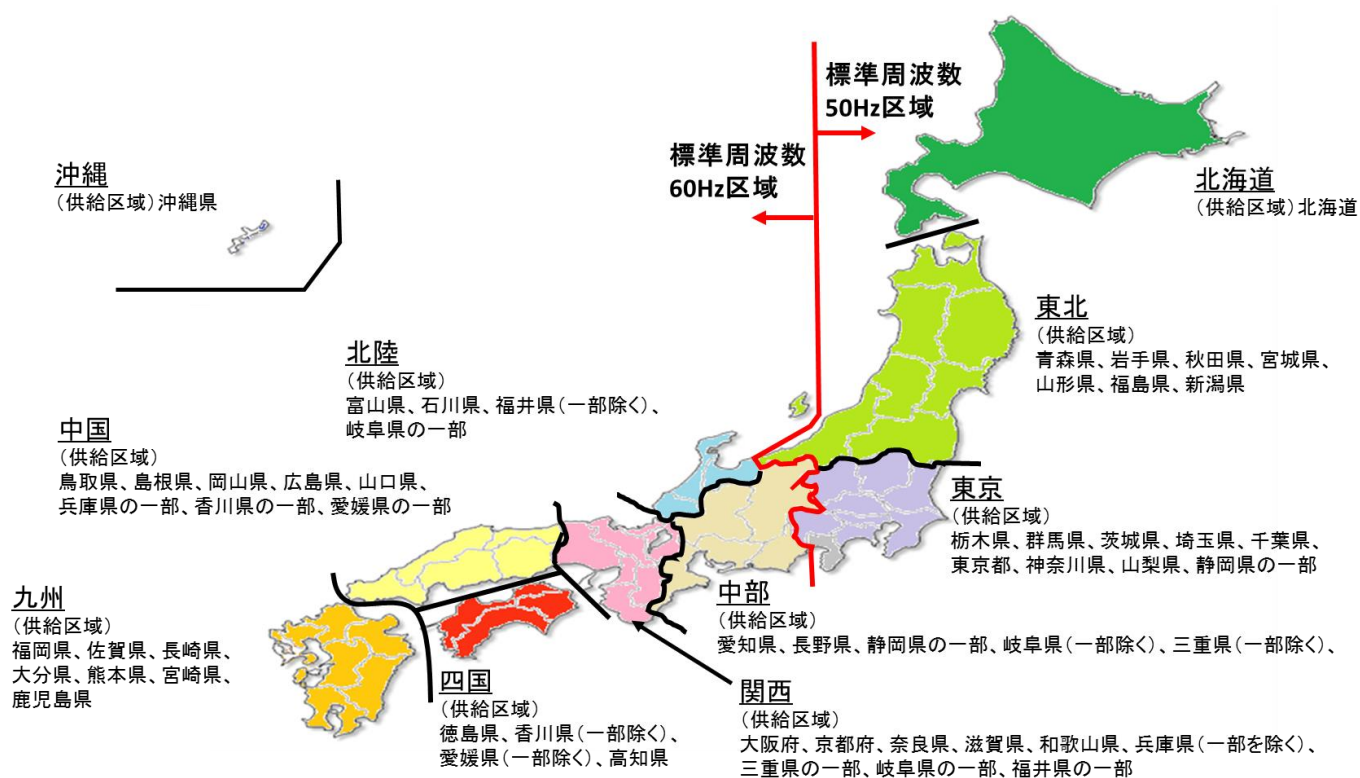 標準周波数
50Hz区域
標準周波数
60Hz区域
沖縄
(供給区域)沖縄県
北海道
(供給区域)北海道
東北
(供給区域)
青森県、岩手県、秋田県、宮城県、
山形県、福島県、新潟県
北陸
(供給区域)
富山県、石川県、福井県(一部除く)、
岐阜県の一部
中国
(供給区域)
鳥取県、島根県、岡山県、広島県、山口県、
兵庫県の一部、香川県の一部、愛媛県の一部
東京
(供給区域)
栃木県、群馬県、茨城県、埼玉県、千葉県、
東京都、神奈川県、山梨県、静岡県の一部
九州
(供給区域)
福岡県、佐賀県、長崎県、
大分県、熊本県、宮崎県、
鹿児島県
中部
(供給区域)
愛知県、長野県、静岡県の一部、岐阜県(一部除く)、三重県(一部除く)、
四国
(供給区域)
徳島県、香川県(一部除く)、
愛媛県(一部除く)、高知県
関西
(供給区域)
大阪府、京都府、奈良県、滋賀県、和歌山県、兵庫県(一部を除く)、
三重県の一部、岐阜県の一部、福井県の一部